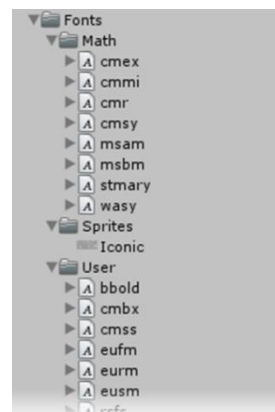 Fonts
Math
cmex
cmmi
cmr
cmsy
msam
msbm
stmary
wasy
Sprites
Iconic
User
bbold
cmbx
cmss
eufm
eurm
eusm